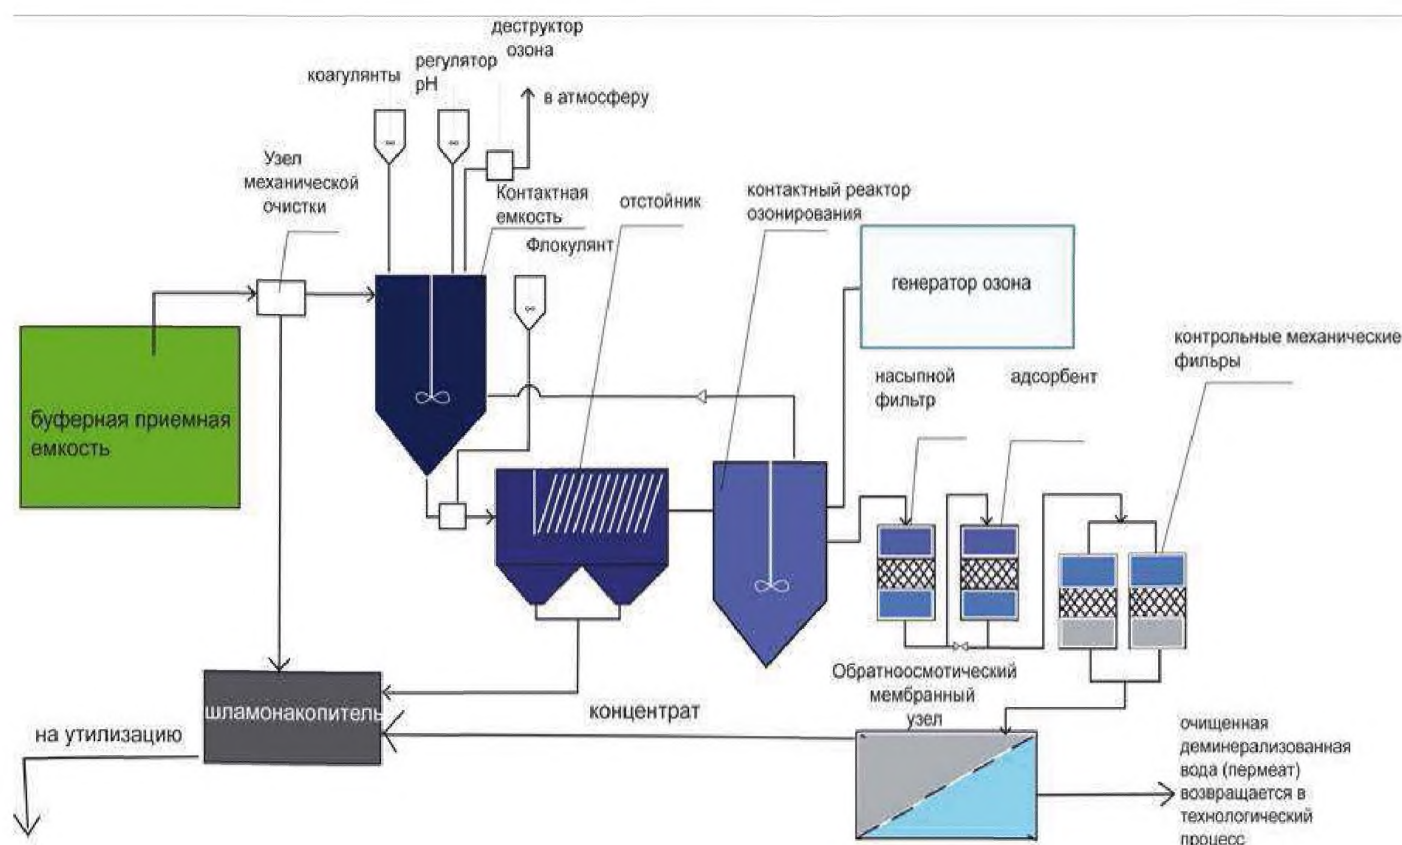 деструктор
озона
регулятор
pH
коагулянты
в атмосферу
Узел
механической
очистки
Контактная
емкость
отстойник
контактный реактор
озонирования
Флокулянт
генератор озона
контрольные механические
фильры
насыпной
фильтр
адсорбент
буферная приемная
емкость
Обратноосмотический
мембранный
узел
шламонакопитель
концентрат
на утилизацию
очищенная
деминерализованная
вода (пермеат)
возвращается в
технологический
процесс